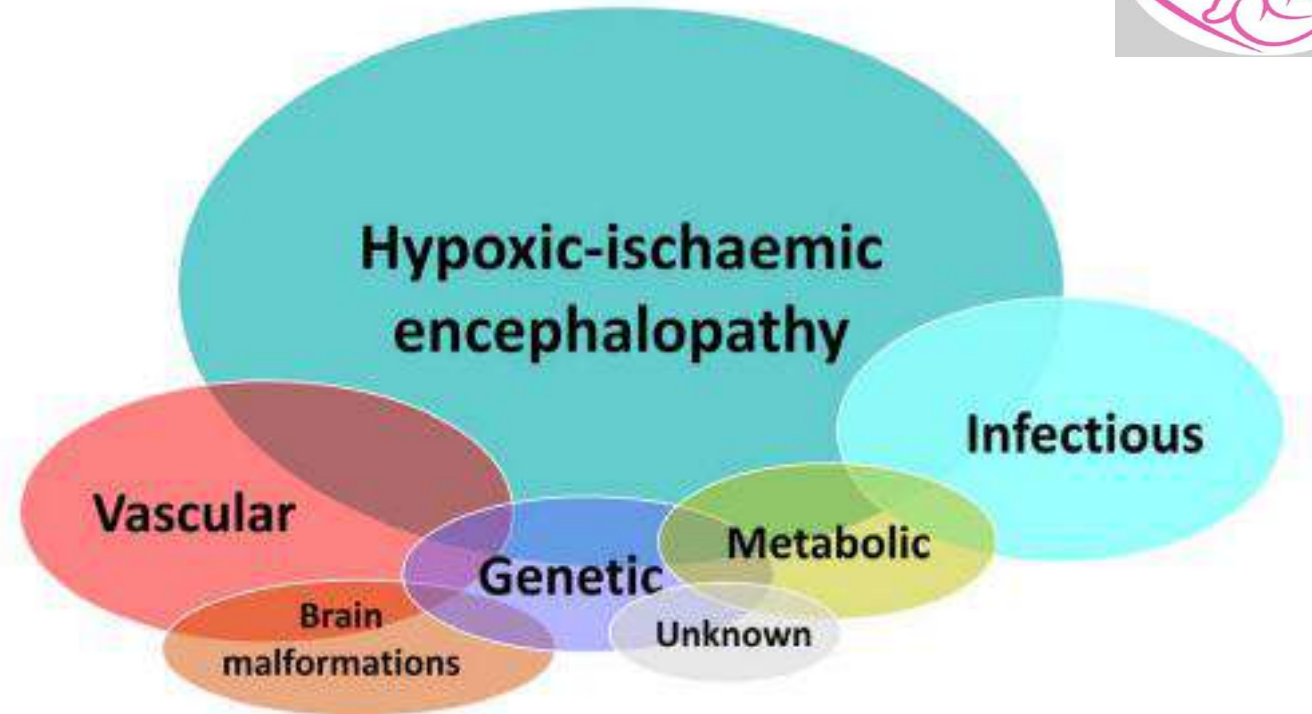 Hypoxic-ischaemic
encephalopathy
Infectious
Vascular
Metabolic
Genetic
Brain
malformations
Unknown